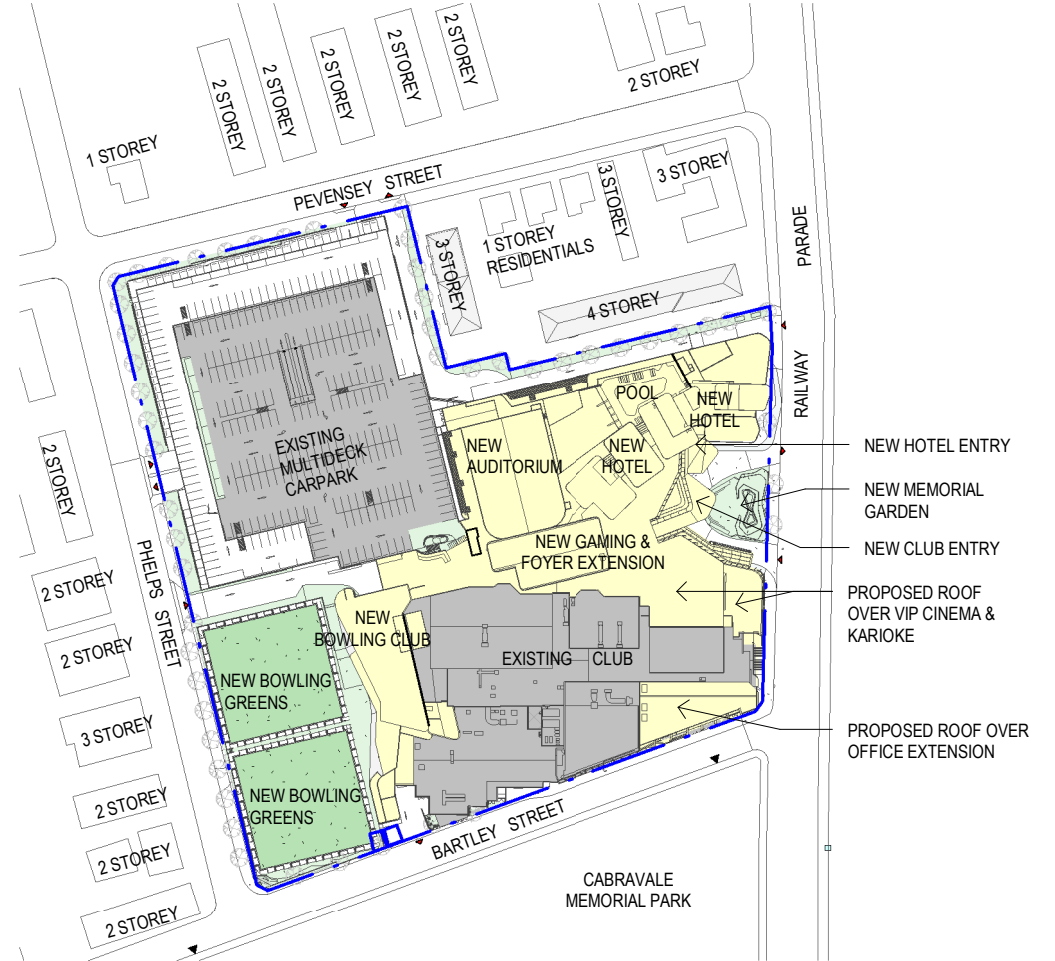 2 STOREY
2 STOREY
2 STOREY
2 STOREY
2 STOREY
2 STOREY
1 STOREY
PEVENSEY STREET
3 STOREY
1 STOREY
RESIDENTIALS
3 STOREY
3 STOREY
4 STOREY
PARADE
RAILWAY
POOL
NEW
HOTEL
EXISTING
MULTIDECK
CARPARK
NEW
AUDITORIUM
NEW
HOTEL
NEW HOTEL ENTRY
NEW MEMORIAL
GARDEN
NEW CLUB ENTRY
NEW GAMING &
FOYER EXTENSION
PROPOSED ROOF
OVER VIP CINEMA &
KARIOKE
2 STOREY
2 STOREY
2 STOREY
3 STOREY
2 STOREY
2 STOREY
2 STOREY
PHELPS STREET
NEW
BOWLING CLUB
EXISTING CLUB
NEW BOWLING
GREENS
NEW BOWLING
GREENS
PROPOSED ROOF OVER
OFFICE EXTENSION
BARTLEY STREET
CABRAVALE
MEMORIAL PARK